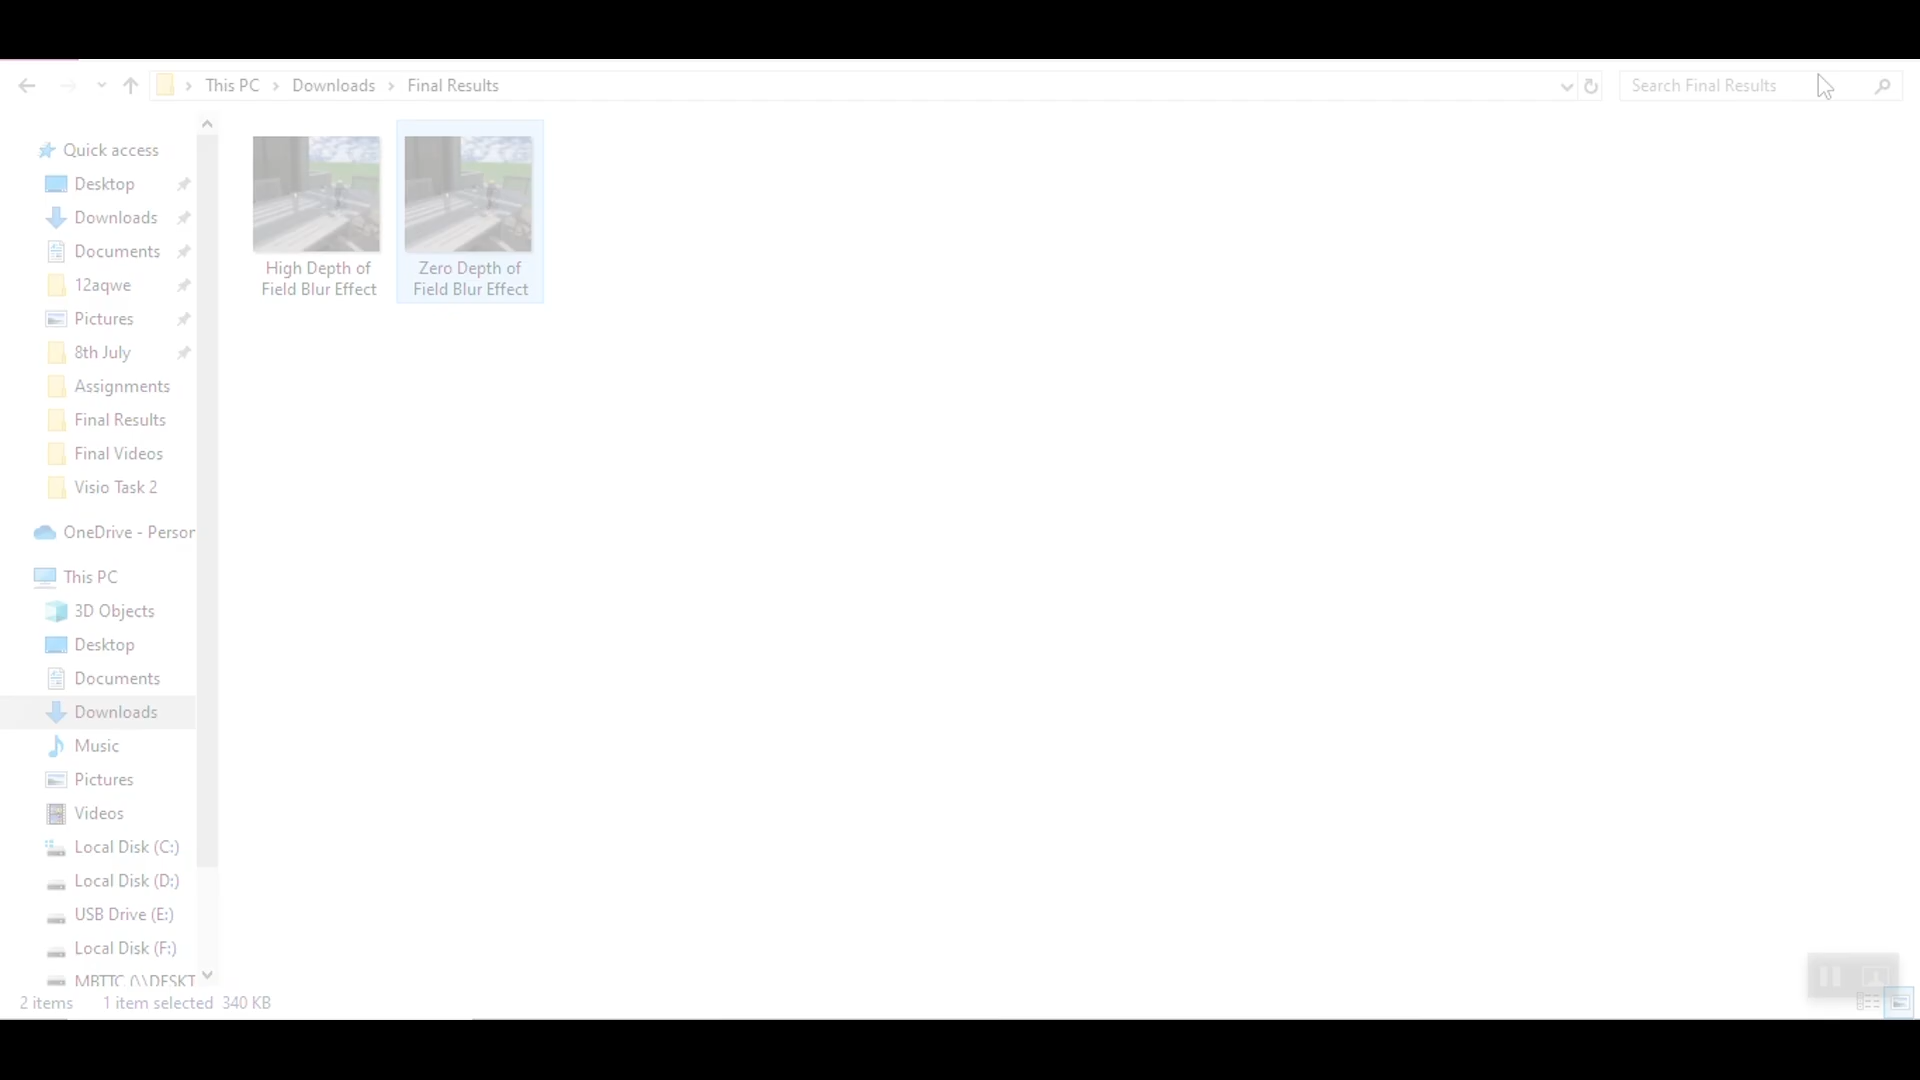 This PC
Downloads
Final Results
Search Final Results
Quick access
Desktop
Downloads
Documents
12aqwe
Pictures
8th July
Assignments
Final Results
Final Videos
Visio Task 2
OneDrive - Person
This PC
3D Objects
Desktop
Documents
Downloads
Music
Pictures
Videos
Local Disk (C:)
Local Disk (D:)
USB Drive (E:)
Local Disk (F:)
MBTTC (\\DESKT
High Depth of
Field Blur Effect
Zero Depth of
Field Blur Effect
2 items 1 item selected 340 KB